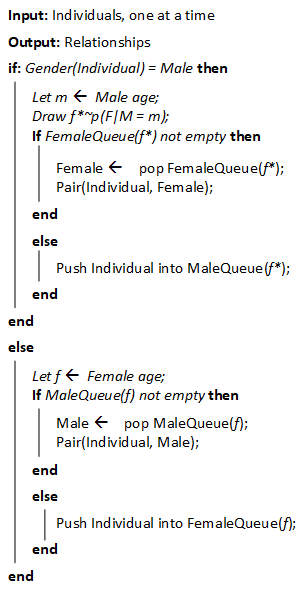 Input: Individuals, one at a time
Output: Relationships
if: Gender(Individual) = Male then
Let m ← Male age;
Draw f*~p(F|M = m);
If FemaleQueue(f*) not empty then
Female ← pop FemaleQueue(f*);
Pair(Individual, Female);
end
else
Push Individual into MaleQueue(f*);
end
end
else
Let f ← Female age;
If MaleQueue(f) not empty then
Male ← pop MaleQueue(f);
Pair(Individual, Male);
end
else
Push Individual into FemaleQueue(f);
end
end